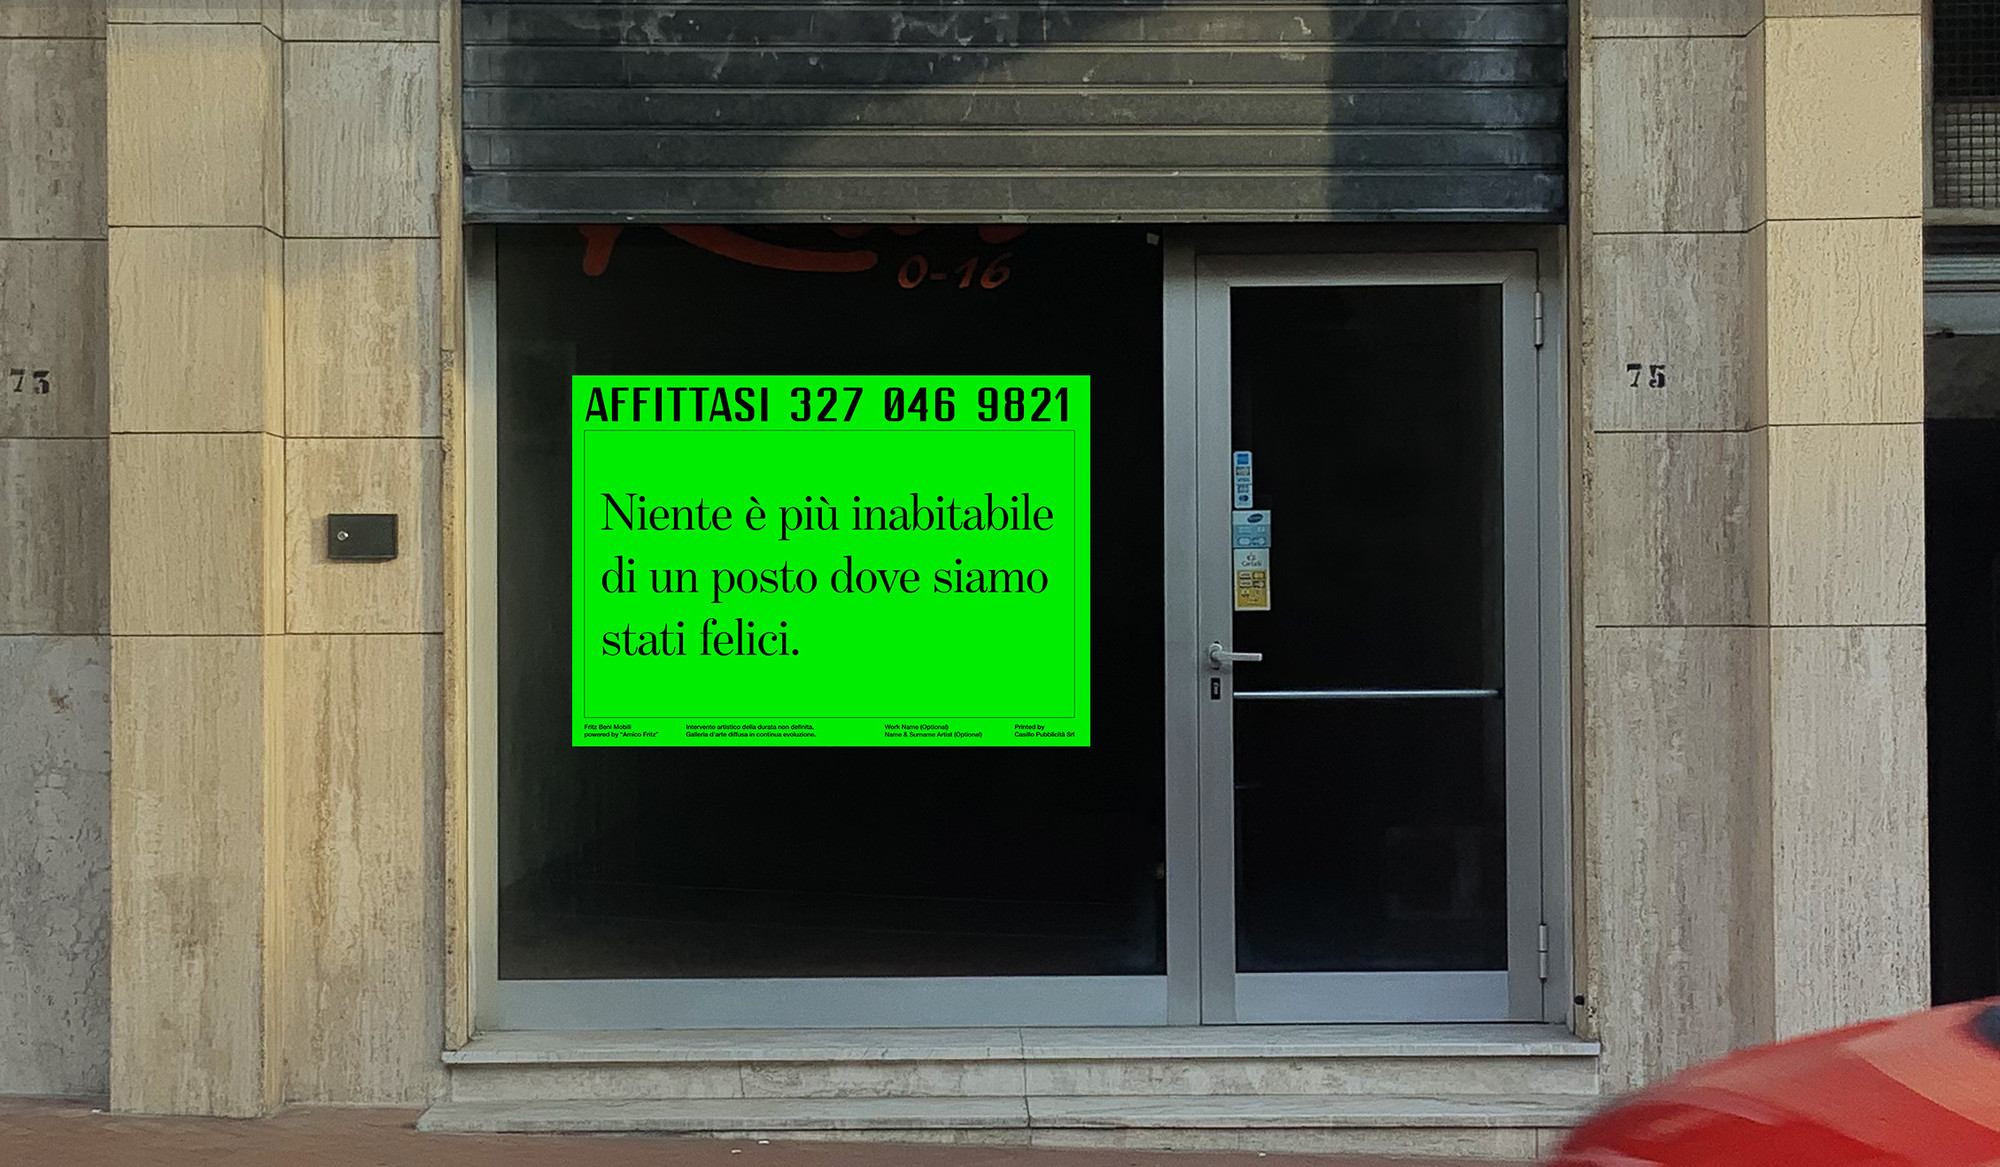 0-16
73
75
AFFITTASI 327 046 9821
Niente è più inabitabile
di un posto dove siamo
stati felici.
Fritz Beni Mobili
powered by "Amico Fritz"
Intervento artistico della durata non definita.
Galleria d'arte diffusa in continua evoluzione.
Work Name (Optional)
Name & Surname Artist (Optional)
Printed by
Casillo Pubblicità Srl